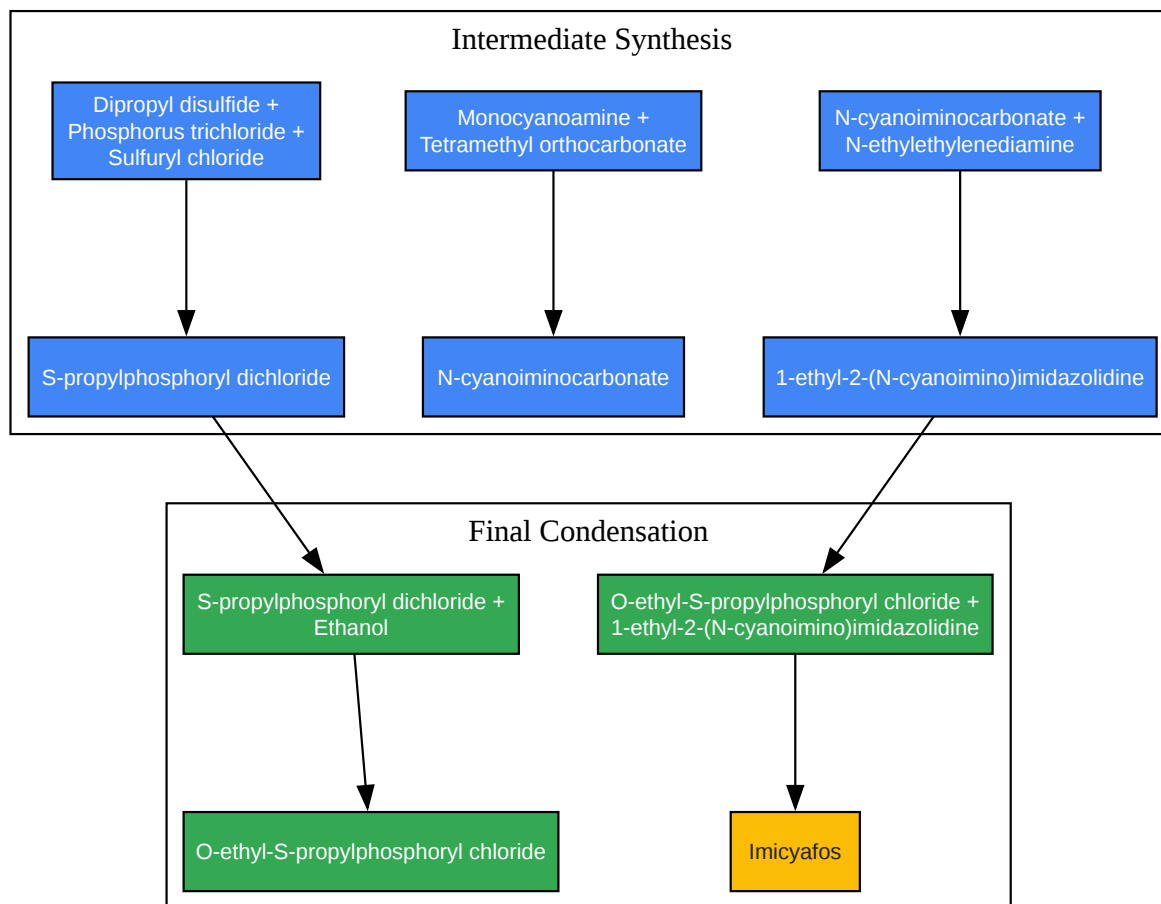 Intermediate Synthesis
Dipropyl disulfide +
Phosphorus trichloride +
Sulfuryl chloride
Monocyanoamine +
Tetramethyl orthocarbonate
N-cyanoiminocarbonate +
N-ethylethylenediamine
S-propylphosphoryl dichloride
N-cyanoiminocarbonate
1-ethyl-2-(N-cyanoimino)imidazolidine
Final Condensation
S-propylphosphoryl dichloride +
Ethanol
O-ethyl-S-propylphosphoryl chloride +
1-ethyl-2-(N-cyanoimino)imidazolidine
O-ethyl-S-propylphosphoryl chloride
Imicyafos